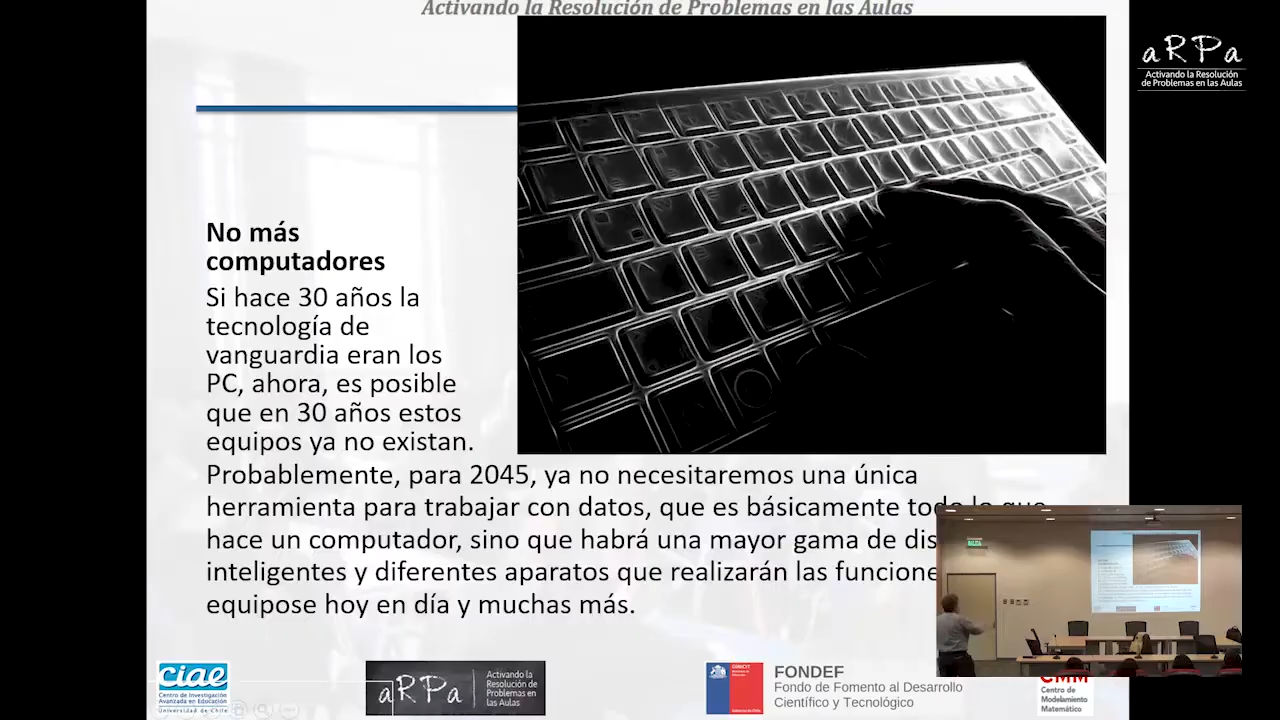 Activando la Resolución de Problemas en las Aulas
aRPa
Activando la Resolución
de Problemas en las Aulas
No más
computadores
Si hace 30 años la
tecnología de
vanguardia eran los
PC, ahora, es posible
que en 30 años estos
equipos ya no existan.
Probablemente, para 2045, ya no necesitaremos una única
herramienta para trabajar con datos, que es básicamente todo lo que
hace un computador, sino que habrá una mayor gama de dis
inteligentes y diferentes aparatos que realizarán las funcione
equipose hoy en día y muchas más.
ciae
Centro de Investigación
Avanzada en Educación
Universidad de Chile
aRPa
Activando la
Resolución de
Problemas en
las Aulas
CONICYT
FONDEF
Fondo de Fomento al Desarrollo
Científico y Tecnológico
CMM
Centro de
Modelamiento
Matemático